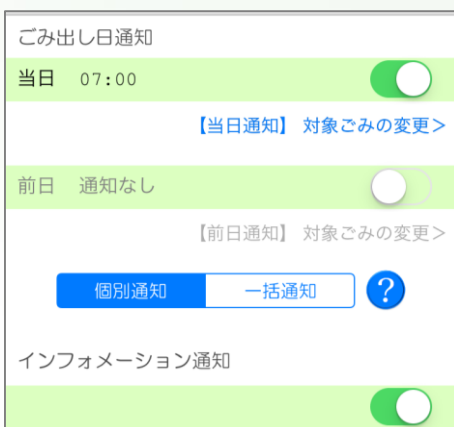 ごみ出し日通知
当日 07:00
【当日通知】 対象ごみの変更＞
前日 通知なし
【前日通知】 対象ごみの変更＞
個別通知 一括通知 ?
インフォメーション通知